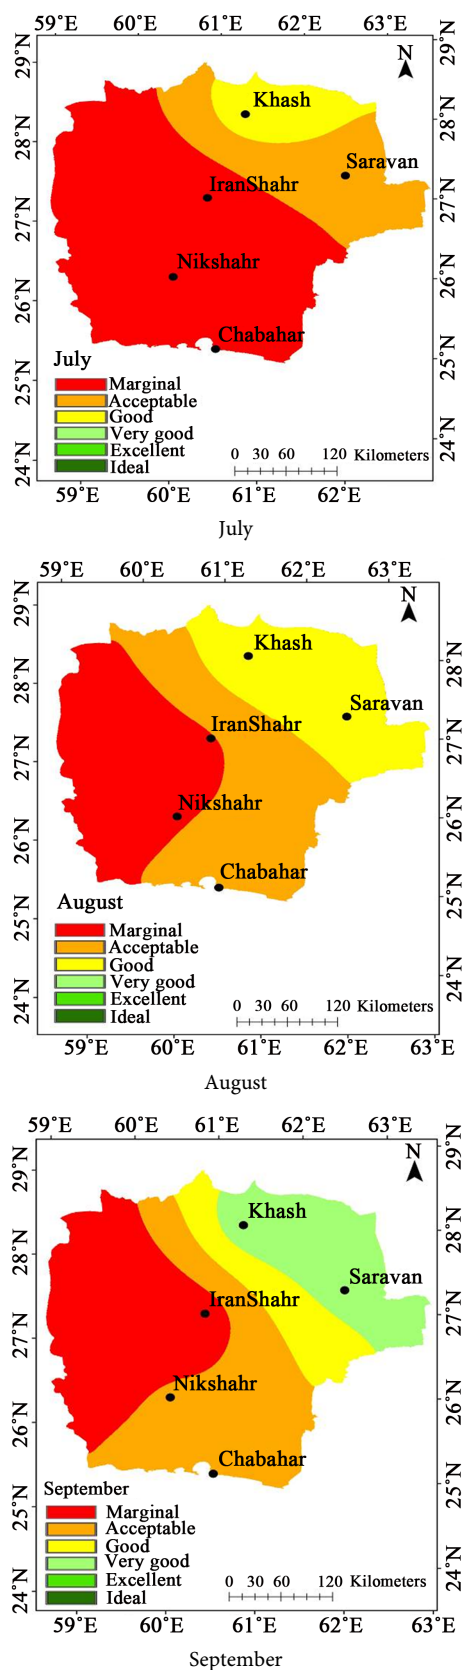 59°E 60°E 61°E 62°E 63°E
29°N 29°N
N
Khash
28°N 28°N
Saravan
IranShahr
27°N 27°N
Nikshahr
26°N 26°N
Chabahar
July
25°N 25°N
Marginal
Acceptable
Good
Very good
Excellent
Ideal
24°N 24°N
0 30 60 120 Kilometers
59°E 60°E 61°E 62°E
July
59°E 60°E 61°E 62°E 63°E
29°N
N
Khash
28°N 28°N
Saravan
IranShahr
27°N 27°N
Nikshahr
26°N 26°N
Chabahar
August
25°N 25°N
Marginal
Acceptable
Good
Very good
Excellent
Ideal
24°N 24°N
0 30 60 120 Kilometers
59°E 60°E 61°E 62°E 63°E
August
59°E 60°E 61°E 62°E 63°E
29°N 29°N
N
Khash
28°N 28°N
Saravan
IranShahr
27°N 27°N
Nikshahr
26°N 26°N
Chabahar
September
25°N 25°N
Marginal
Acceptable
Good
Very good
Excellent
Ideal
24°N 24°N
0 30 60 120 Kilometers
59°E 60°E 61°E 62°E 63°E
September